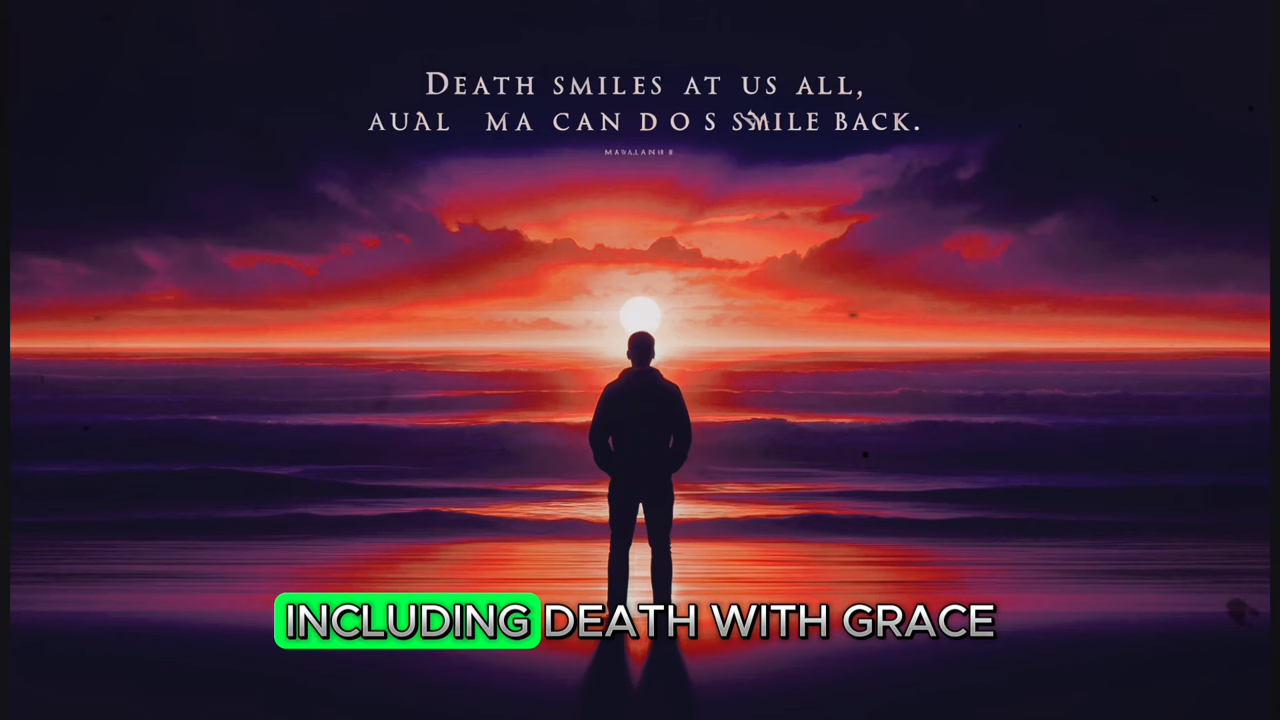 DEATH SMILES AT US ALL,
AUAL MA CAN D O S SMILE BACK.
INCLUDING DEATH WITH GRACE